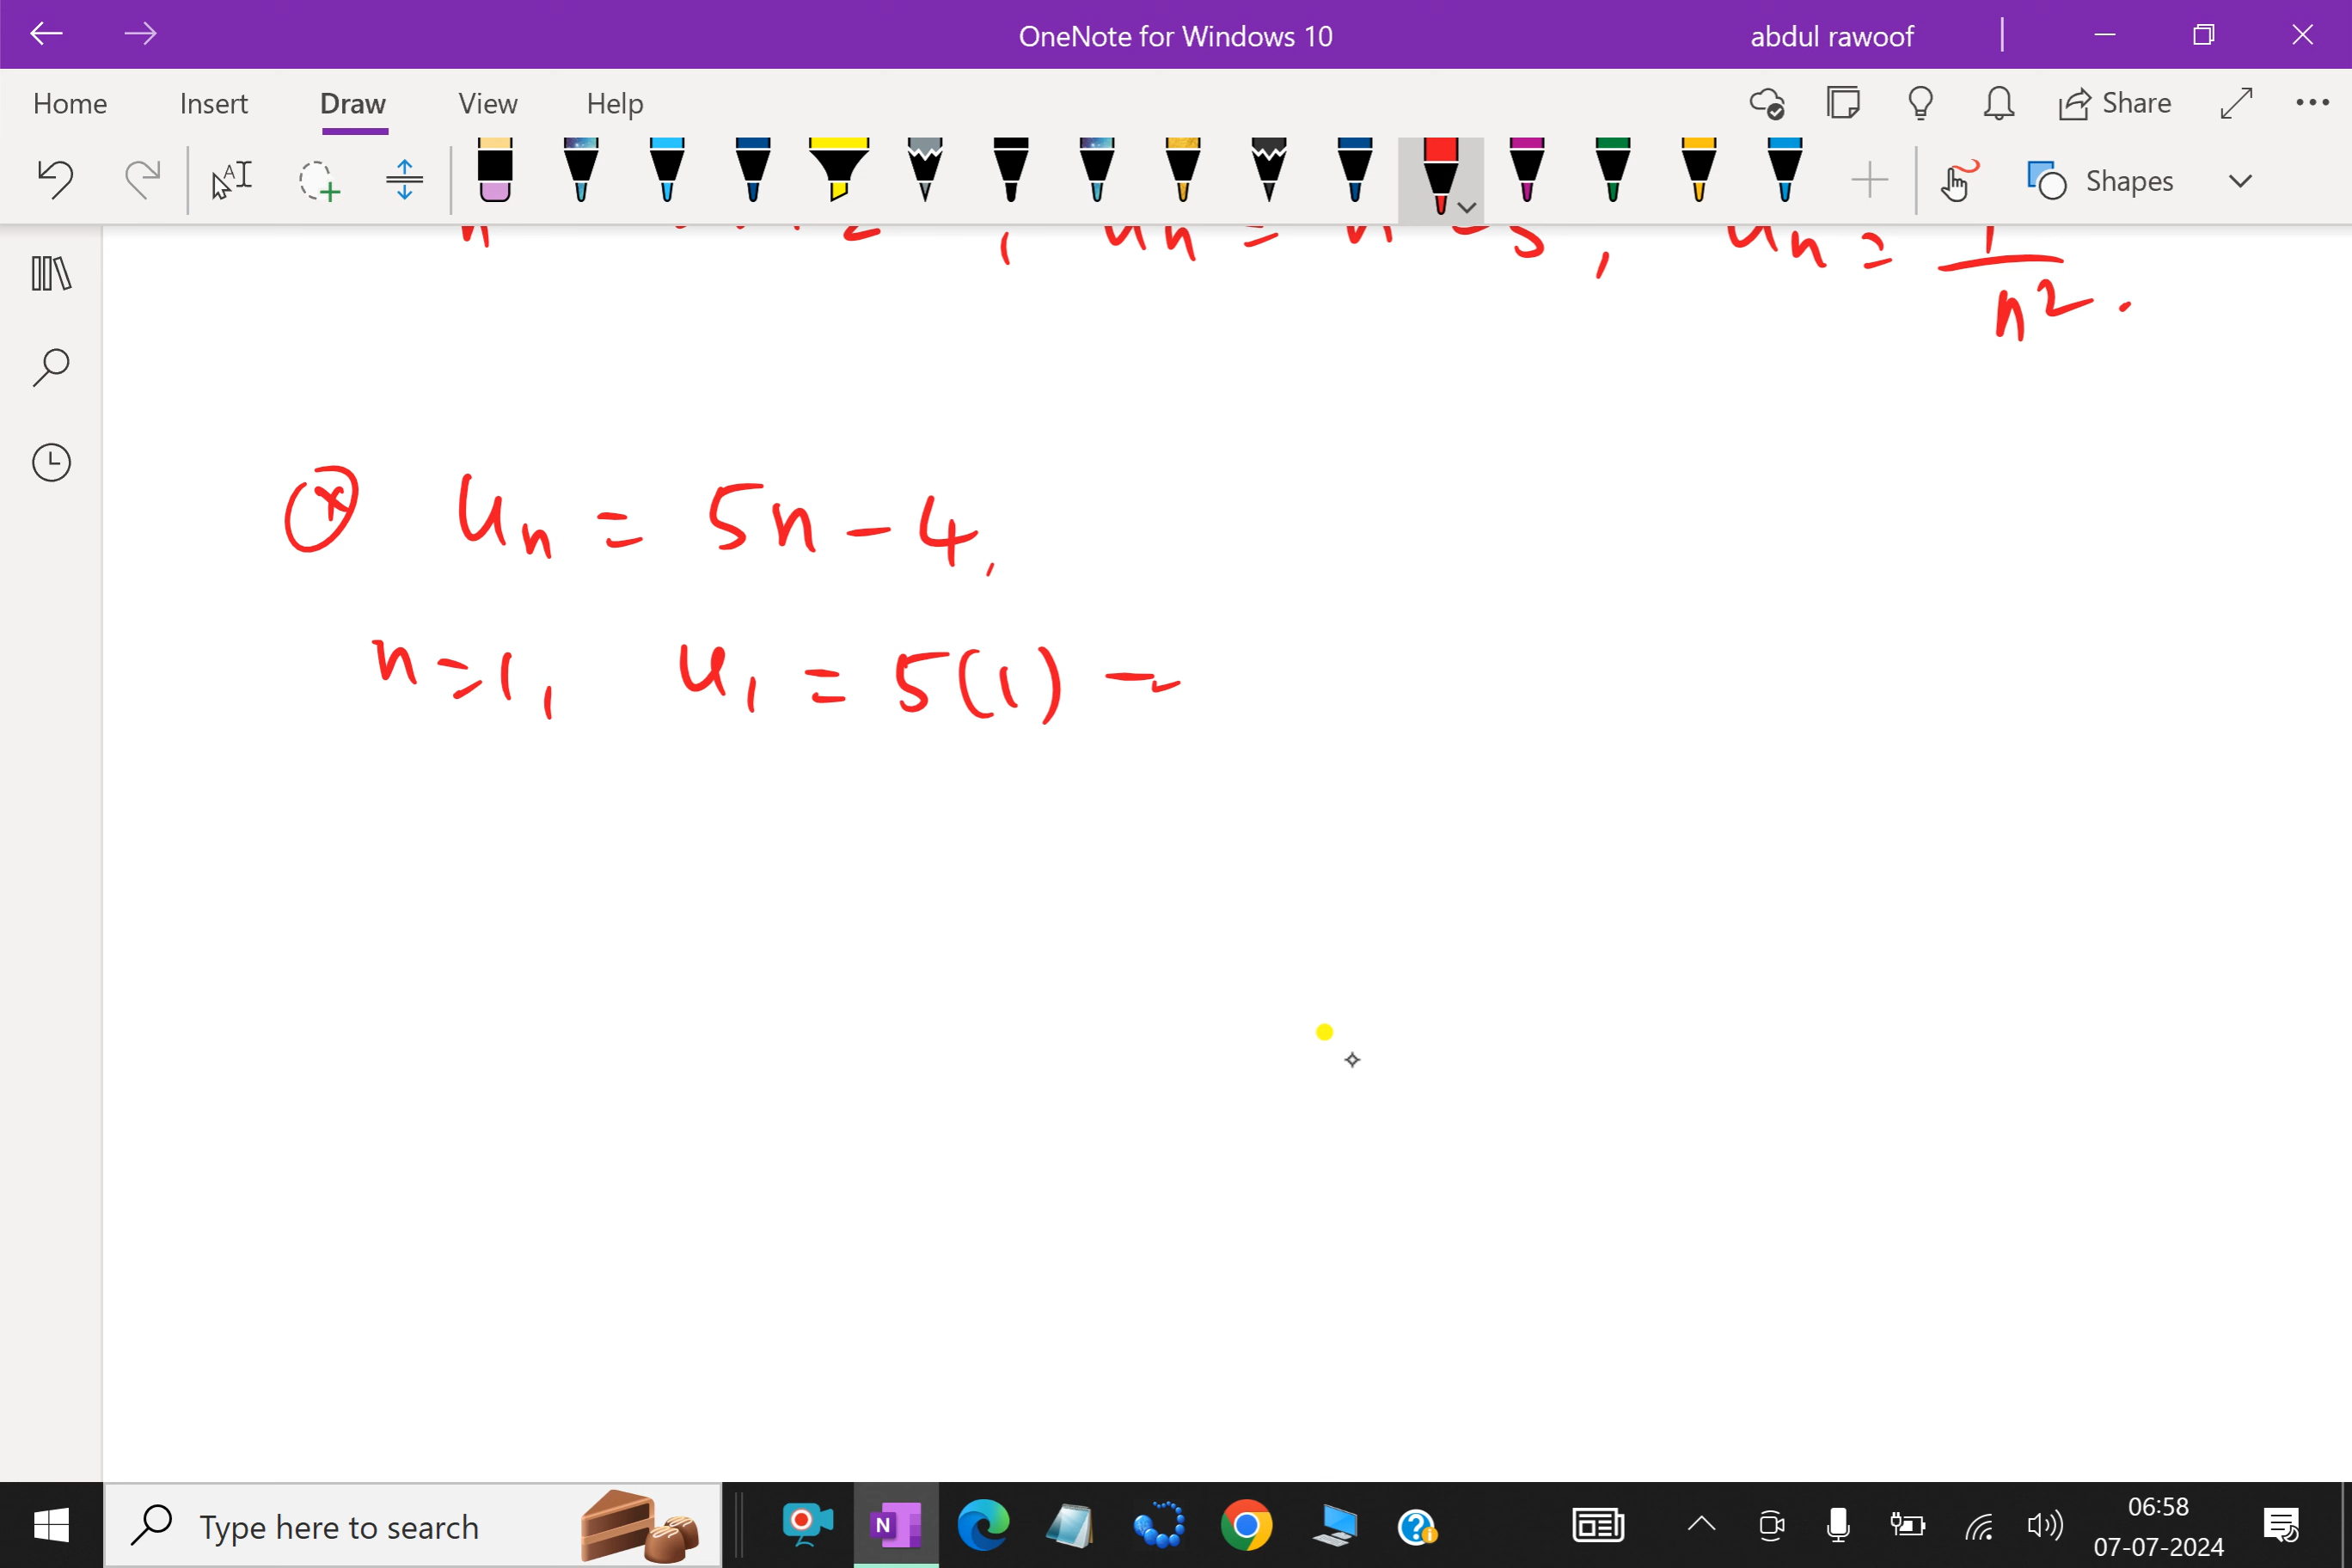 OneNote for Windows 10 abdul rawoof
Home Insert Draw View Help Share
Shapes
uₙ = 1/n².
uₙ = 5n - 4,
n = 1, u₁ = 5(1) -
Type here to search
06:58
07-07-2024